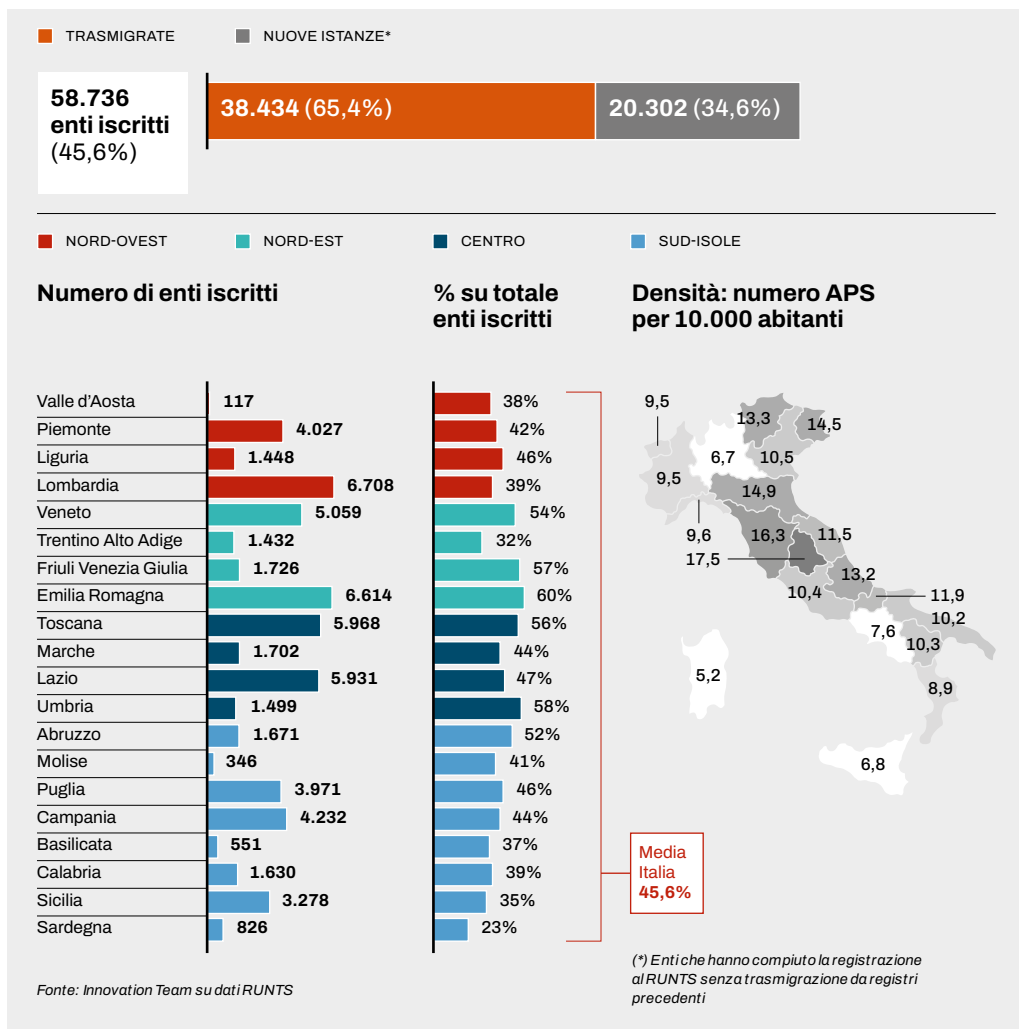 TRASMIGRATE
NUOVE ISTANZE*
58.736
enti iscritti
(45,6%)
38.434 (65,4%)
20.302 (34,6%)
NORD-OVEST
NORD-EST
CENTRO
SUD-ISOLE
Numero di enti iscritti
% su totale
enti iscritti
Densità: numero APS
per 10.000 abitanti
Valle d'Aosta 117 38%
Piemonte 4.027 42%
Liguria 1.448 46%
Lombardia 6.708 39%
Veneto 5.059 54%
Trentino Alto Adige 1.432 32%
Friuli Venezia Giulia 1.726 57%
Emilia Romagna 6.614 60%
Toscana 5.968 56%
Marche 1.702 44%
Lazio 5.931 47%
Umbria 1.499 58%
Abruzzo 1.671 52%
Molise 346 41%
Puglia 3.971 46%
Campania 4.232 44%
Basilicata 551 37%
Calabria 1.630 39%
Sicilia 3.278 35%
Sardegna 826 23%
9,5
13,3
14,5
6,7
10,5
9,5
14,9
9,6
16,3
11,5
17,5
13,2
10,4
11,9
10,2
7,6
10,3
5,2
8,9
6,8
Media
Italia
45,6%
(*) Enti che hanno compiuto la registrazione
al RUNTS senza trasmigrazione da registri
precedenti
Fonte: Innovation Team su dati RUNTS